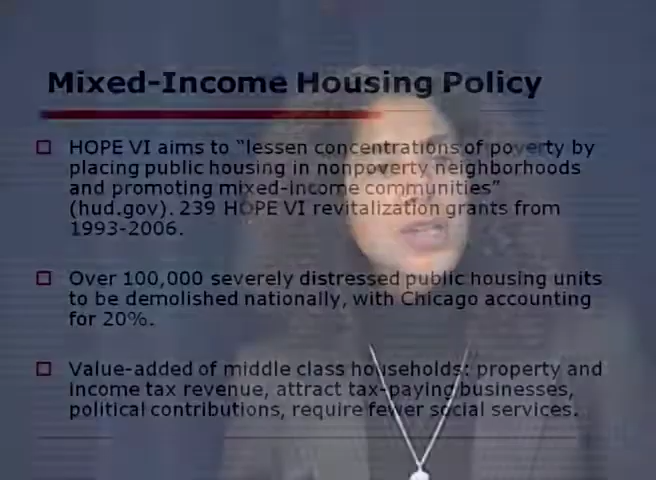 Mixed-Income Housing Policy
HOPE VI aims to “lessen concentrations of poverty by
placing public housing in nonpoverty neighborhoods
and promoting mixed-income communities”
(hud.gov). 239 HOPE VI revitalization grants from
1993-2006.
Over 100,000 severely distressed public housing units
to be demolished nationally, with Chicago accounting
for 20%.
Value-added of middle class households: property and
income tax revenue, attract tax-paying businesses,
political contributions, require fewer social services.